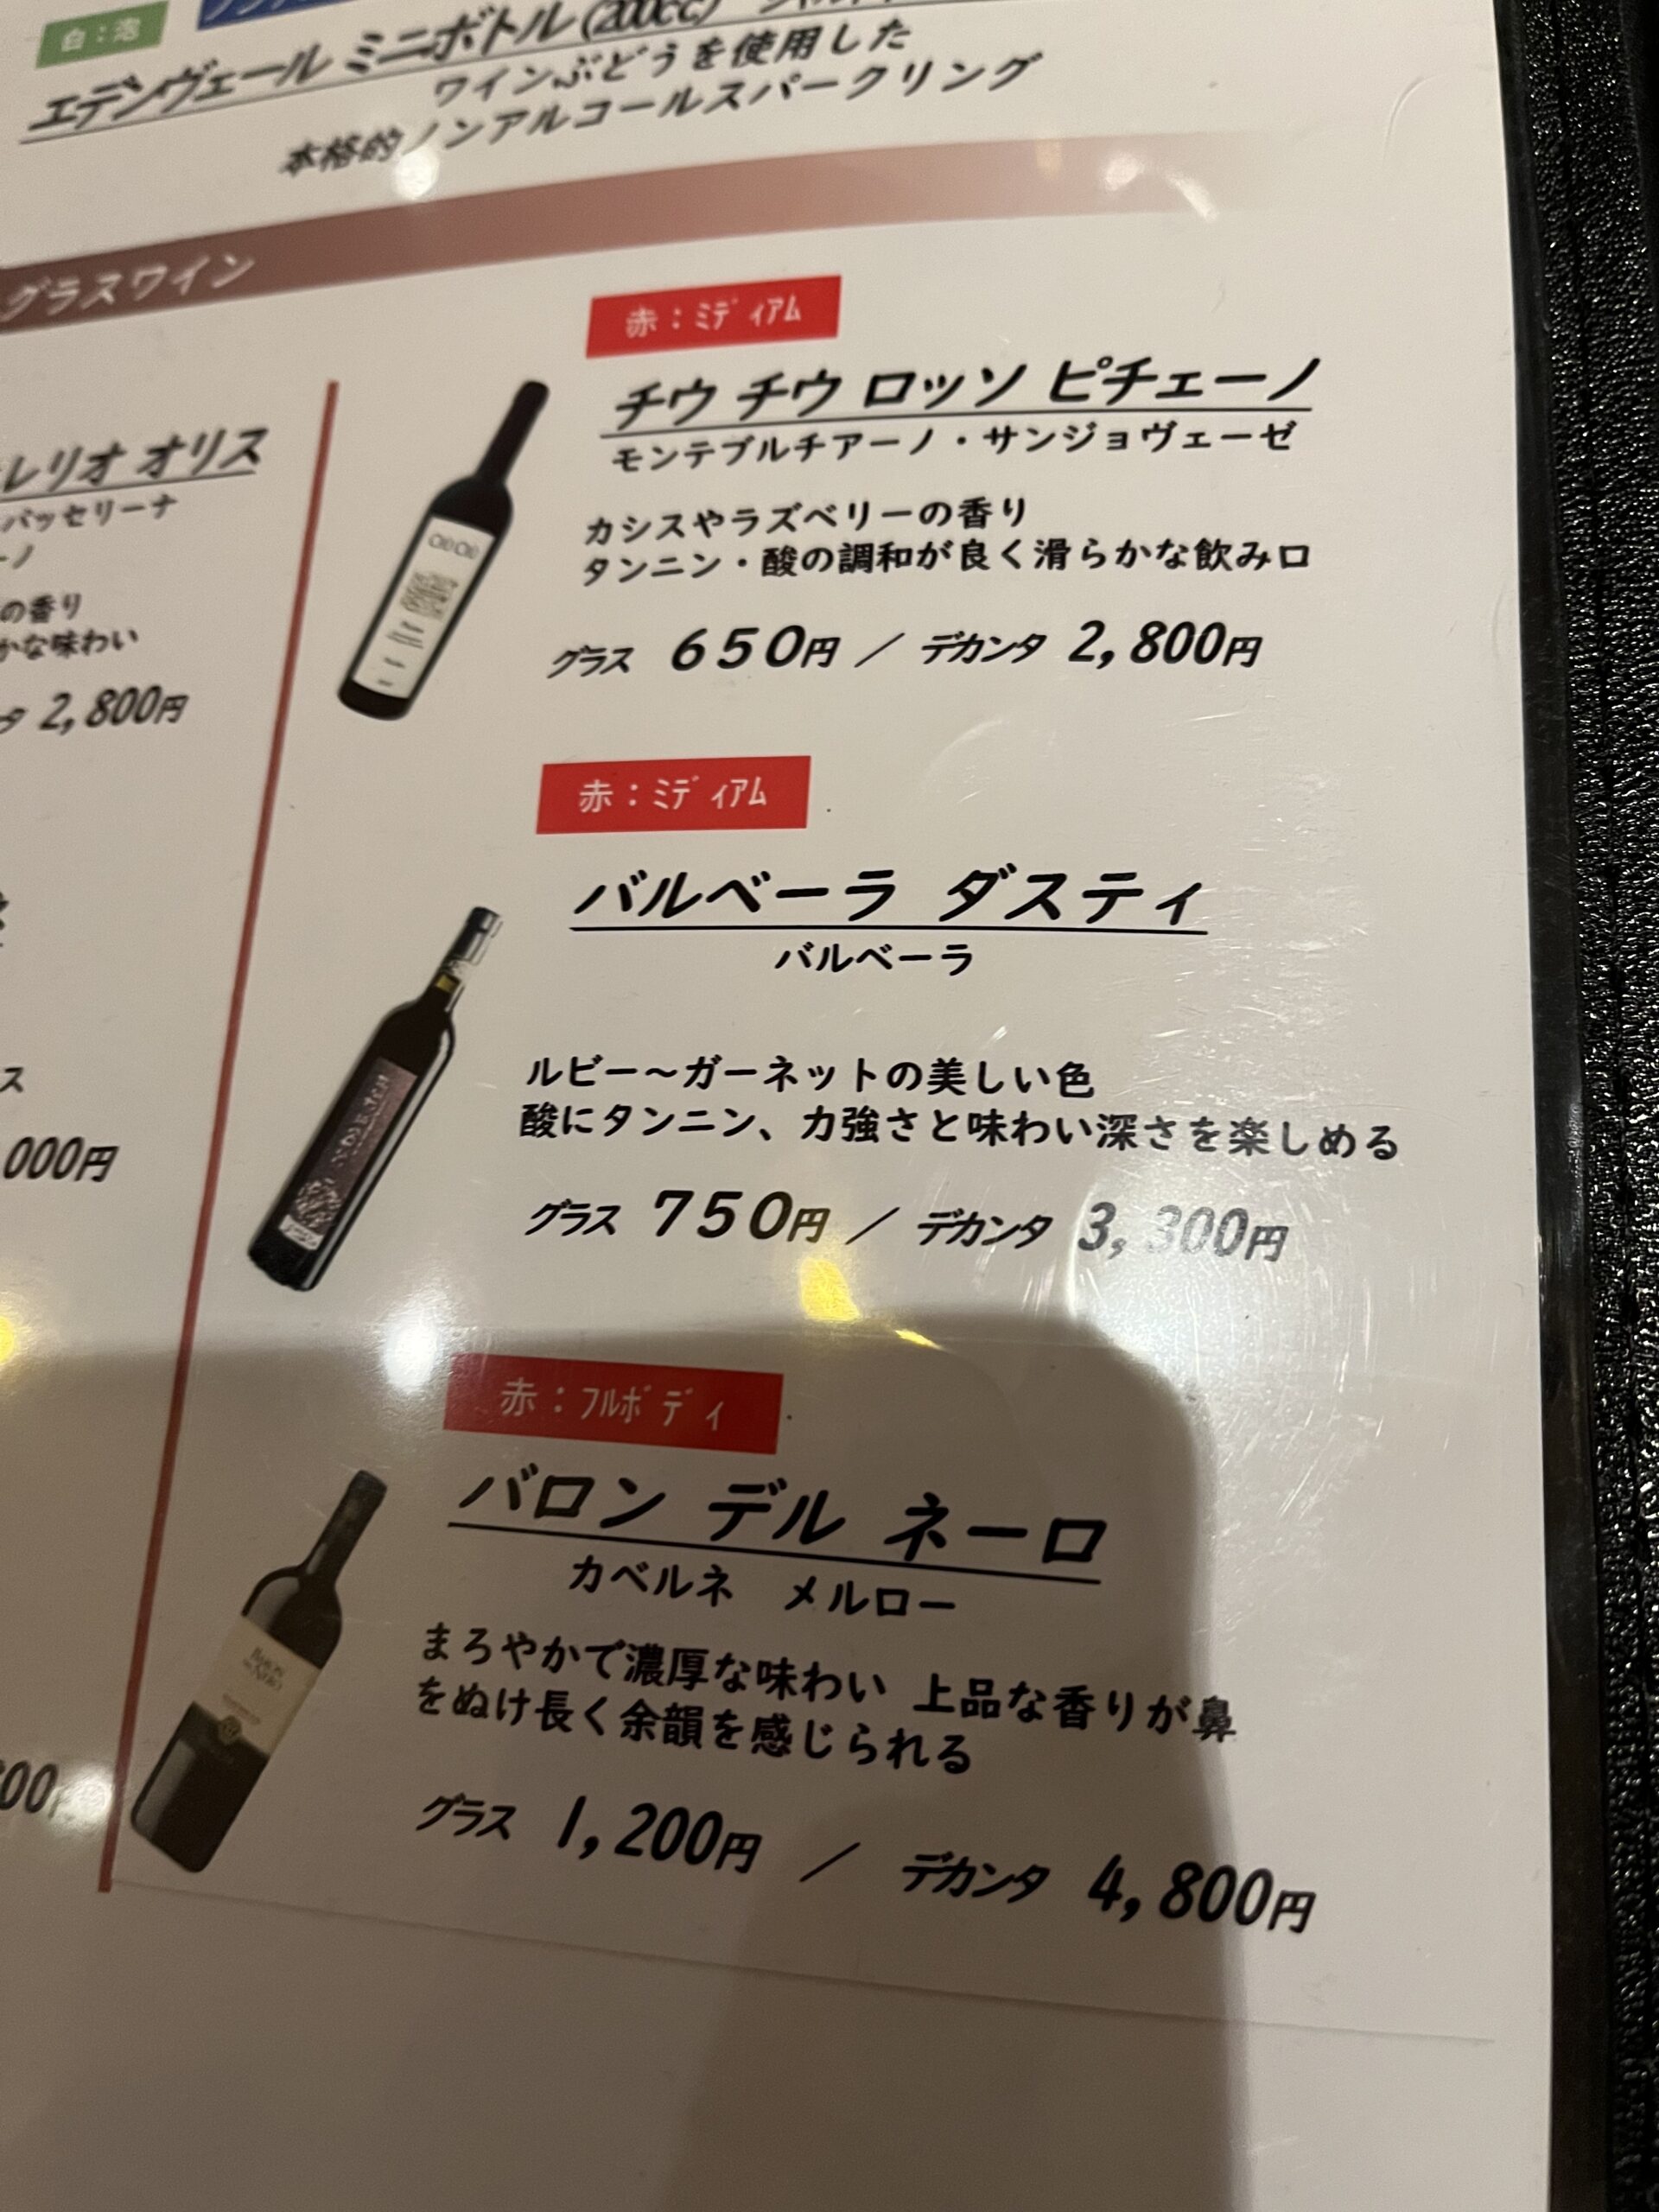 白：泡
エデンヴェール ミニボトル(200cc)
ワインぶどうを使用した
本格的ノンアルコールスパークリング
グラスワイン
レリオ オリス
パッセリーナ
ーノ
の香り
かな味わい
タ 2,800円
ス
000円
00円
赤：ﾐﾃﾞｨｱﾑ
チウ チウ ロッソ ピチェーノ
モンテプルチアーノ・サンジョヴェーゼ
カシスやラズベリーの香り
タンニン・酸の調和が良く滑らかな飲み口
グラス 650円 ／ デカンタ 2,800円
赤：ﾐﾃﾞｨｱﾑ
バルベーラ ダスティ
バルベーラ
ルビー～ガーネットの美しい色
酸にタンニン、力強さと味わい深さを楽しめる
グラス 750円 ／ デカンタ 3,300円
赤：ﾌﾙﾎﾞﾃﾞｨ
バロン デル ネーロ
カベルネ メルロー
まろやかで濃厚な味わい 上品な香りが鼻
をぬけ長く余韻を感じられる
グラス 1,200円 ／ デカンタ 4,800円